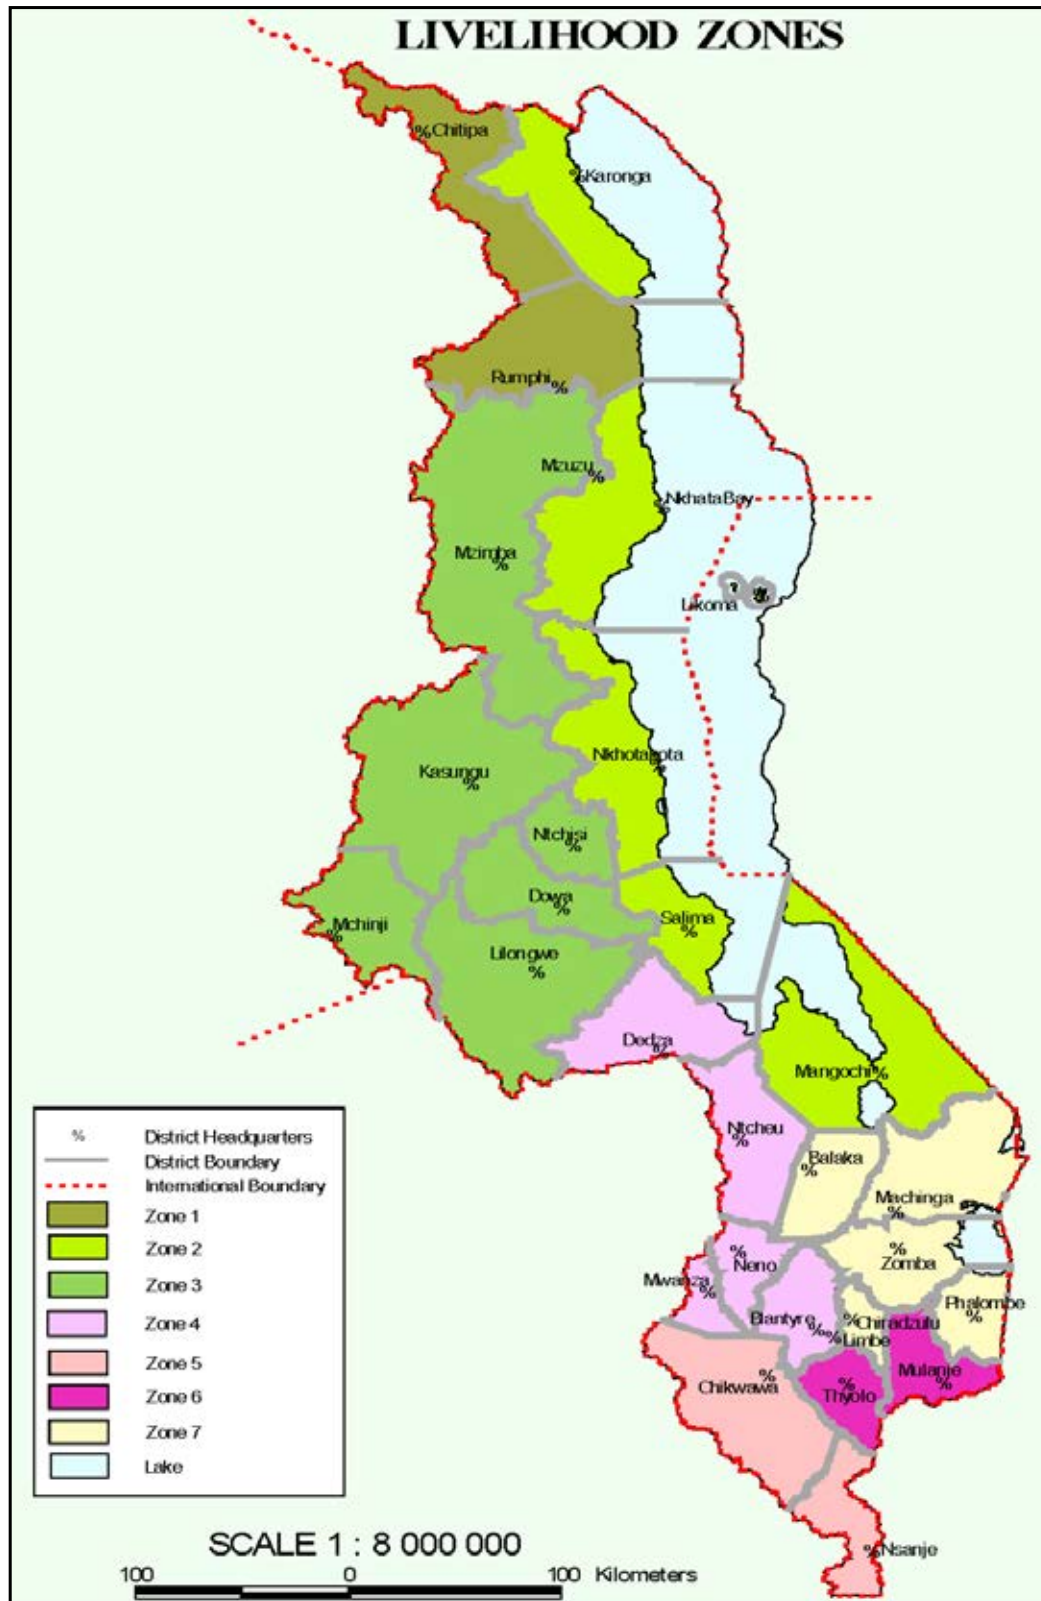 LIVELIHOOD ZONES
% Chitipa
% Karonga
Rumphi %
Mzuzu %
% Nkhata Bay
Mzimba %
Likoma
Nkhotakota %
Kasungu %
Ntchisi %
Dowa %
Mchinji %
Salima %
Lilongwe %
Dedza %
Mangochi %
Ntcheu %
Balaka %
Machinga %
% Zomba
% Neno
Mwanza %
Phalombe %
Blantyre % %
% Chiradzulu
Limbe
Mulanje %
Chikwawa %
% Thyolo
% Nsanje
% District Headquarters
District Boundary
International Boundary
Zone 1
Zone 2
Zone 3
Zone 4
Zone 5
Zone 6
Zone 7
Lake
SCALE 1 : 8 000 000
100 0 100 Kilometers